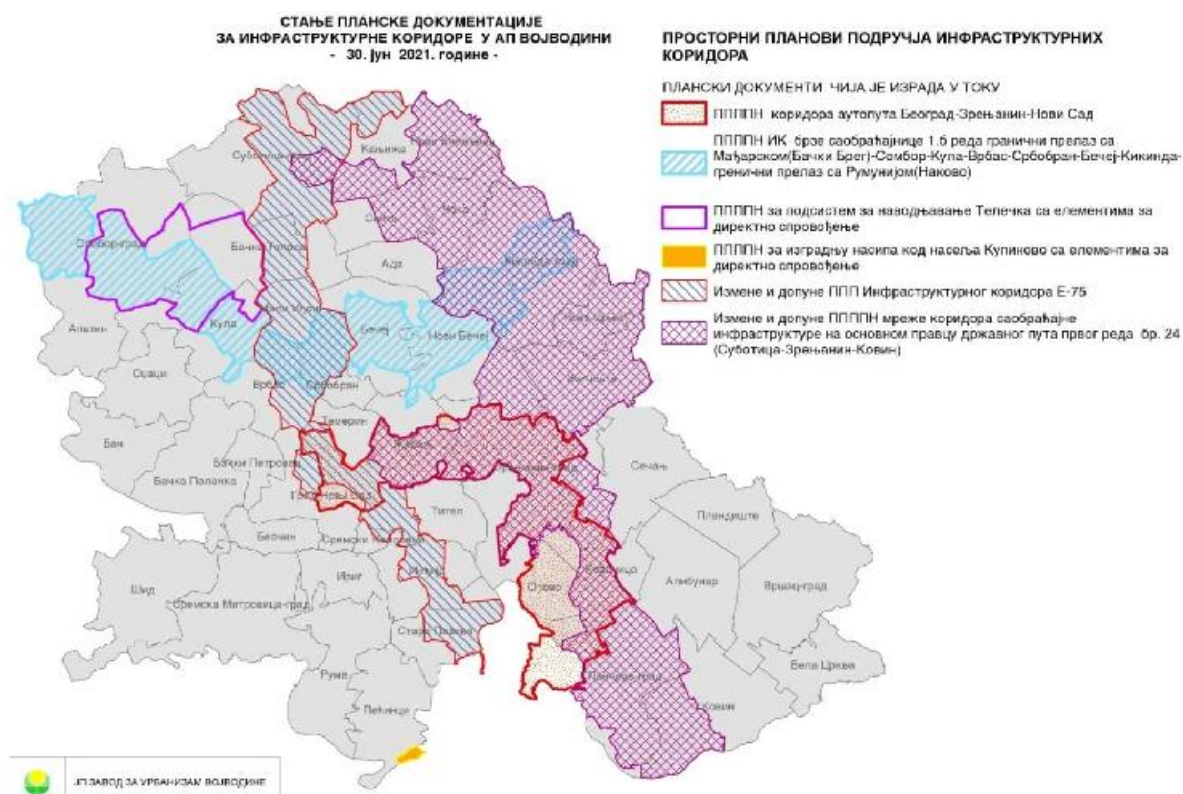 СТАЊЕ ПЛАНСКЕ ДОКУМЕНТАЦИЈЕ
ЗА ИНФРАСТРУКТУРНЕ КОРИДОРЕ У АП ВОЈВОДИНИ
- 30. јун 2021. године -
ПРОСТОРНИ ПЛАНОВИ ПОДРУЧЈА ИНФРАСТРУКТУРНИХ
КОРИДОРА
ПЛАНСКИ ДОКУМЕНТИ ЧИЈА ЈЕ ИЗРАДА У ТОКУ
ПППППН коридора аутопута Београд-Зрењанин-Нови Сад
ПППППН ИК брзе саобраћајнице 1.б реда гранични прелаз са
Мађарском(Бачки Брег)-Сомбор-Кула-Врбас-Србобран-Бечеј-Кикинда-
гренични прелаз са Румунијом(Наково)
ПППППН за подсистем за наводњавање Телечка са елементима за
директно спровођење
ПППППН за изградњу насипа код насеља Купиново са елементима за
директно спровођење
Измене и допуне ППП Инфраструктурног коридора Е-75
Измене и допуне ПППППН мреже коридора саобраћајне
инфраструктуре на основном правцу државног пута првог реда бр. 24
(Суботица-Зрењанин-Ковин)
Кањижа
Чока
Сомбор-град
Бачка Топола
Ада
Мали Иђош
Кула
Бечеј
Нови Бечеј
Апатин
Оџаци
Врбас
Србобран
Темерин
Жабаљ
Сечањ
Бач
Бачки Петровац
Бачка Паланка
Тител
Пландиште
Беочин
Сремски Карловци
Шид
Ириг
Инђија
Опово
Алибунар
Вршац-град
Сремска Митровица-град
Стара Пазова
Рума
Панчево-град
Бела Црква
Пећинци
Ковин
ЈП ЗАВОД ЗА УРБАНИЗАМ ВОЈВОДИНЕ